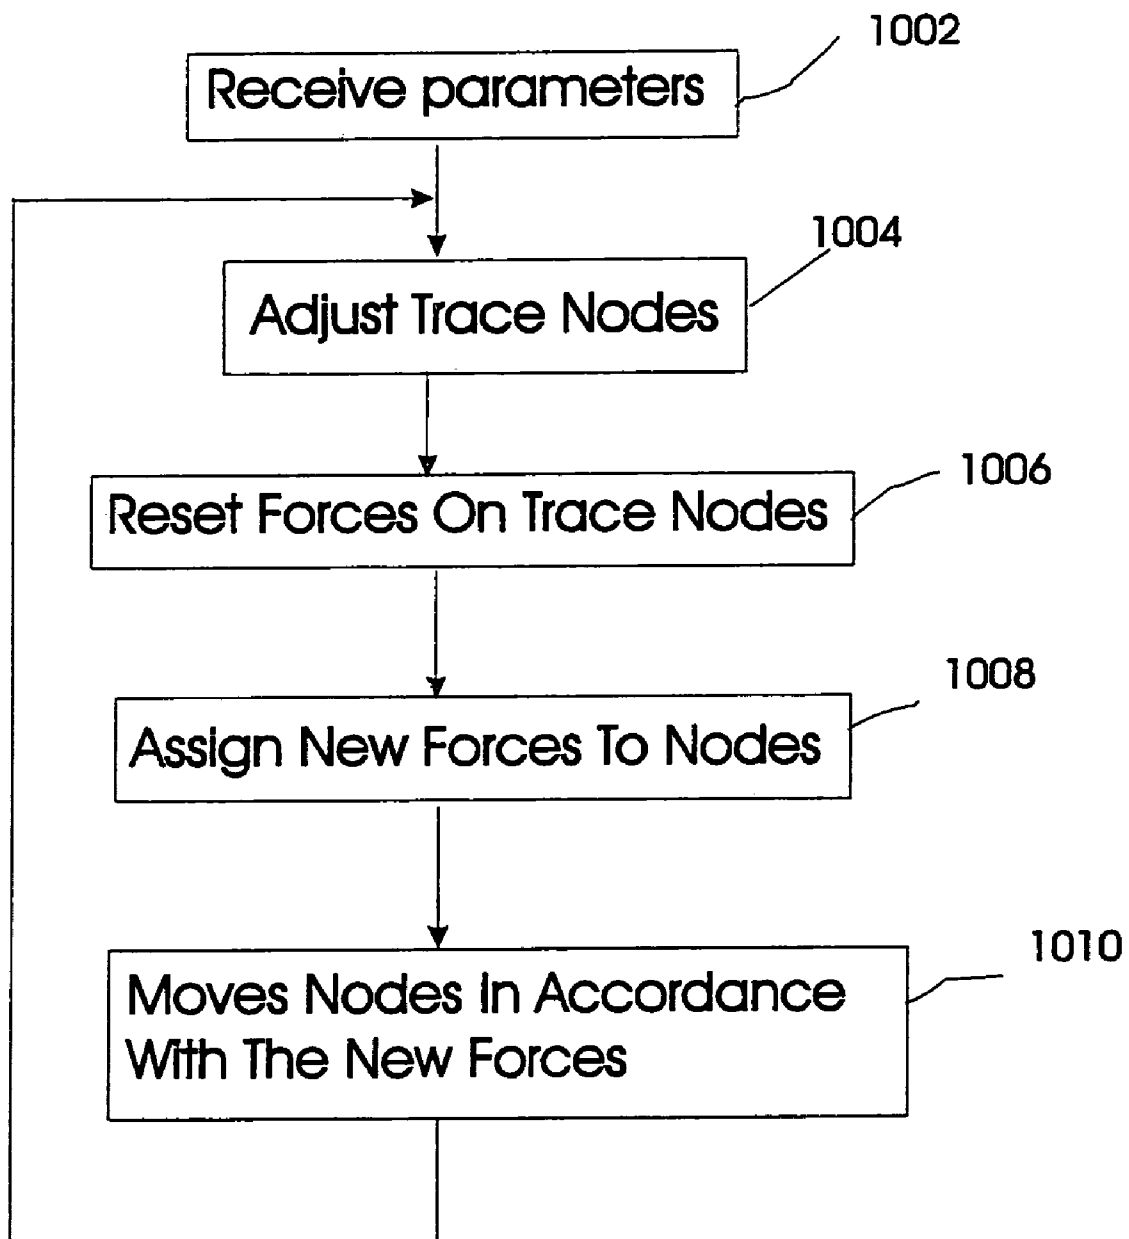 1002
Receive parameters
1004
Adjust Trace Nodes
1006
Reset Forces On Trace Nodes
1008
Assign New Forces To Nodes
1010
Moves Nodes In Accordance
With The New Forces